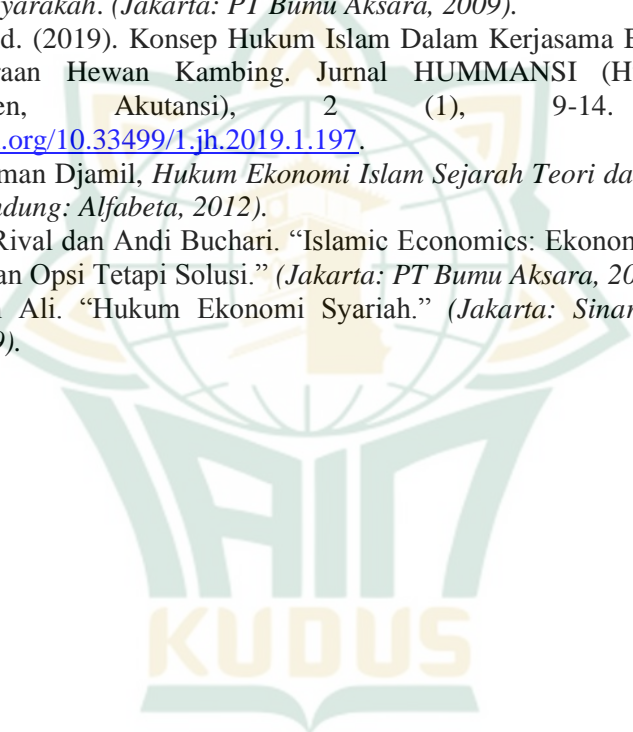 yarakah. (Jakarta: PT Bumu Aksara, 2009).
d. (2019). Konsep Hukum Islam Dalam Kerjasama B
raan Hewan Kambing. Jurnal HUMMANSI (H
en, Akutansi), 2 (1), 9-14.
.org/10.33499/1.jh.2019.1.197.
man Djamil, Hukum Ekonomi Islam Sejarah Teori da
ndung: Alfabeta, 2012).
Rival dan Andi Buchari. “Islamic Economics: Ekonom
an Opsi Tetapi Solusi.” (Jakarta: PT Bumu Aksara, 20
Ali. “Hukum Ekonomi Syariah.” (Jakarta: Sinar
9).
IAIN
KUDUS